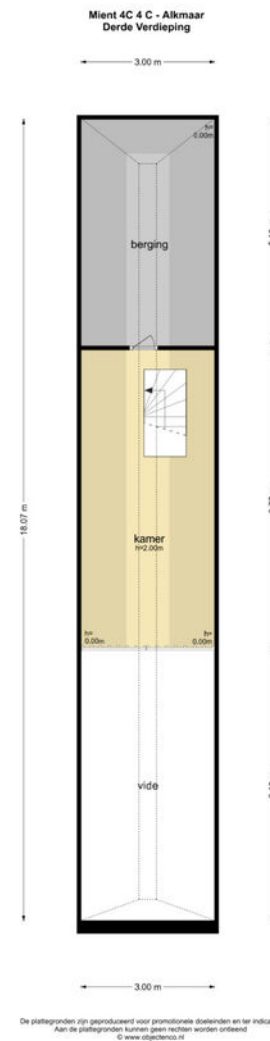 Mient 4C 4 C - Alkmaar
Derde Verdieping
3.00 m
h=
0.00m
berging
18.07 m
kamer
h=2.00m
h=
0.00m
h=
0.00m
vide
3.00 m
De plattegronden zijn geproduceerd voor promotionele doeleinden en ter indica
Aan de plattegronden kunnen geen rechten worden ontleend
© www.objectenco.nl